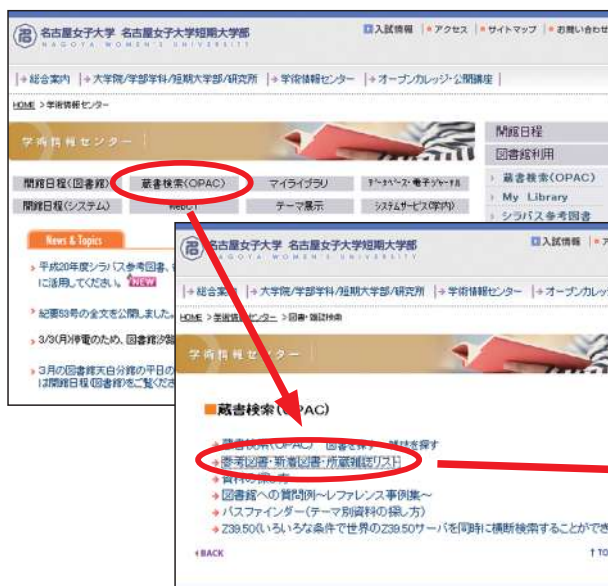 名古屋女子大学 名古屋女子大学短期大学部
NAGOYA WOMEN'S UNIVERSITY
入試情報 アクセス サイトマップ お問い合わせ
総合案内 大学院/学部学科/短期大学部/研究所 学術情報センター オープンカレッジ・公開講座
HOME > 学術情報センター
学術情報センター
開館日程
図書館利用
蔵書検索(OPAC)
My Library
シラバス参考図書
開館日程(図書館) 蔵書検索(OPAC) マイライブラリ データベース・電子ジャーナル
開館日程(システム) WebCT テーマ展示 システムサービス(学内)
News & Topics
平成20年度シラバス参考図書、
に活用してください。 NEW
紀要53号の全文を公開しました。
3/3(月)停電のため、図書館汐路
3月の図書館天白分館の平日の
は開館日程(図書館)をご覧くださ
名古屋女子大学 名古屋女子大学短期大学部
NAGOYA WOMEN'S UNIVERSITY
入試情報
総合案内 大学院/学部学科/短期大学部/研究所 学術情報センター オープンカレッ
HOME > 学術情報センター > 図書・雑誌検索
学術情報センター
蔵書検索(OPAC)
蔵書検索(OPAC) 図書を探す 雑誌を探す
参考図書・新着図書・所蔵雑誌リスト
資料の探し方
図書館への質問例~レファレンス事例集~
パスファインダー(テーマ別資料の探し方)
Z39.50(いろいろな条件で世界のZ39.50サーバを同時に横断検索することができ
BACK
TO